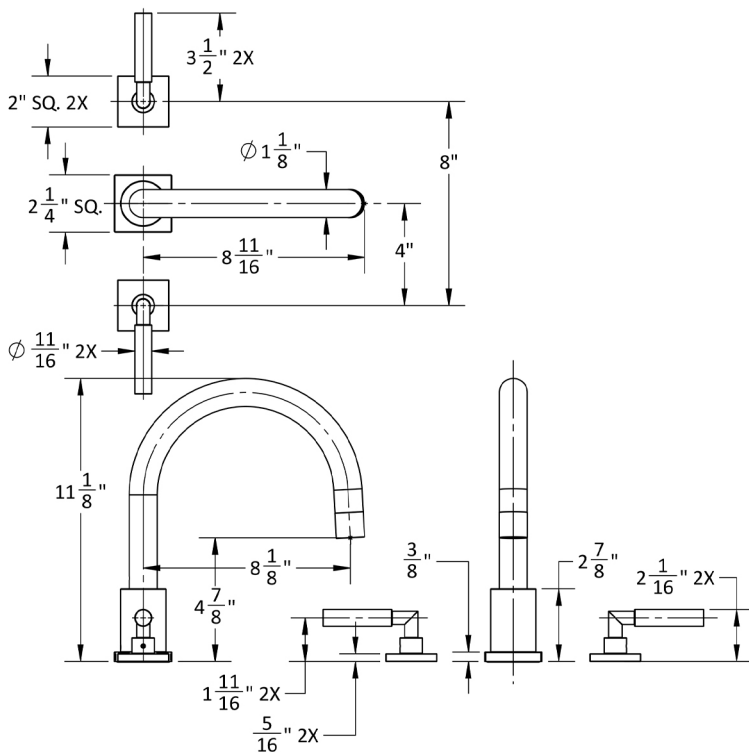 3 1/2" 2X
2" SQ. 2X
⌀ 1 1/8"
8"
2 1/4" SQ.
8 11/16"
4"
⌀ 11/16" 2X
11 1/8"
8 1/8"
4 7/8"
3/8"
2 7/8"
2 1/16" 2X
1 11/16" 2X
5/16" 2X